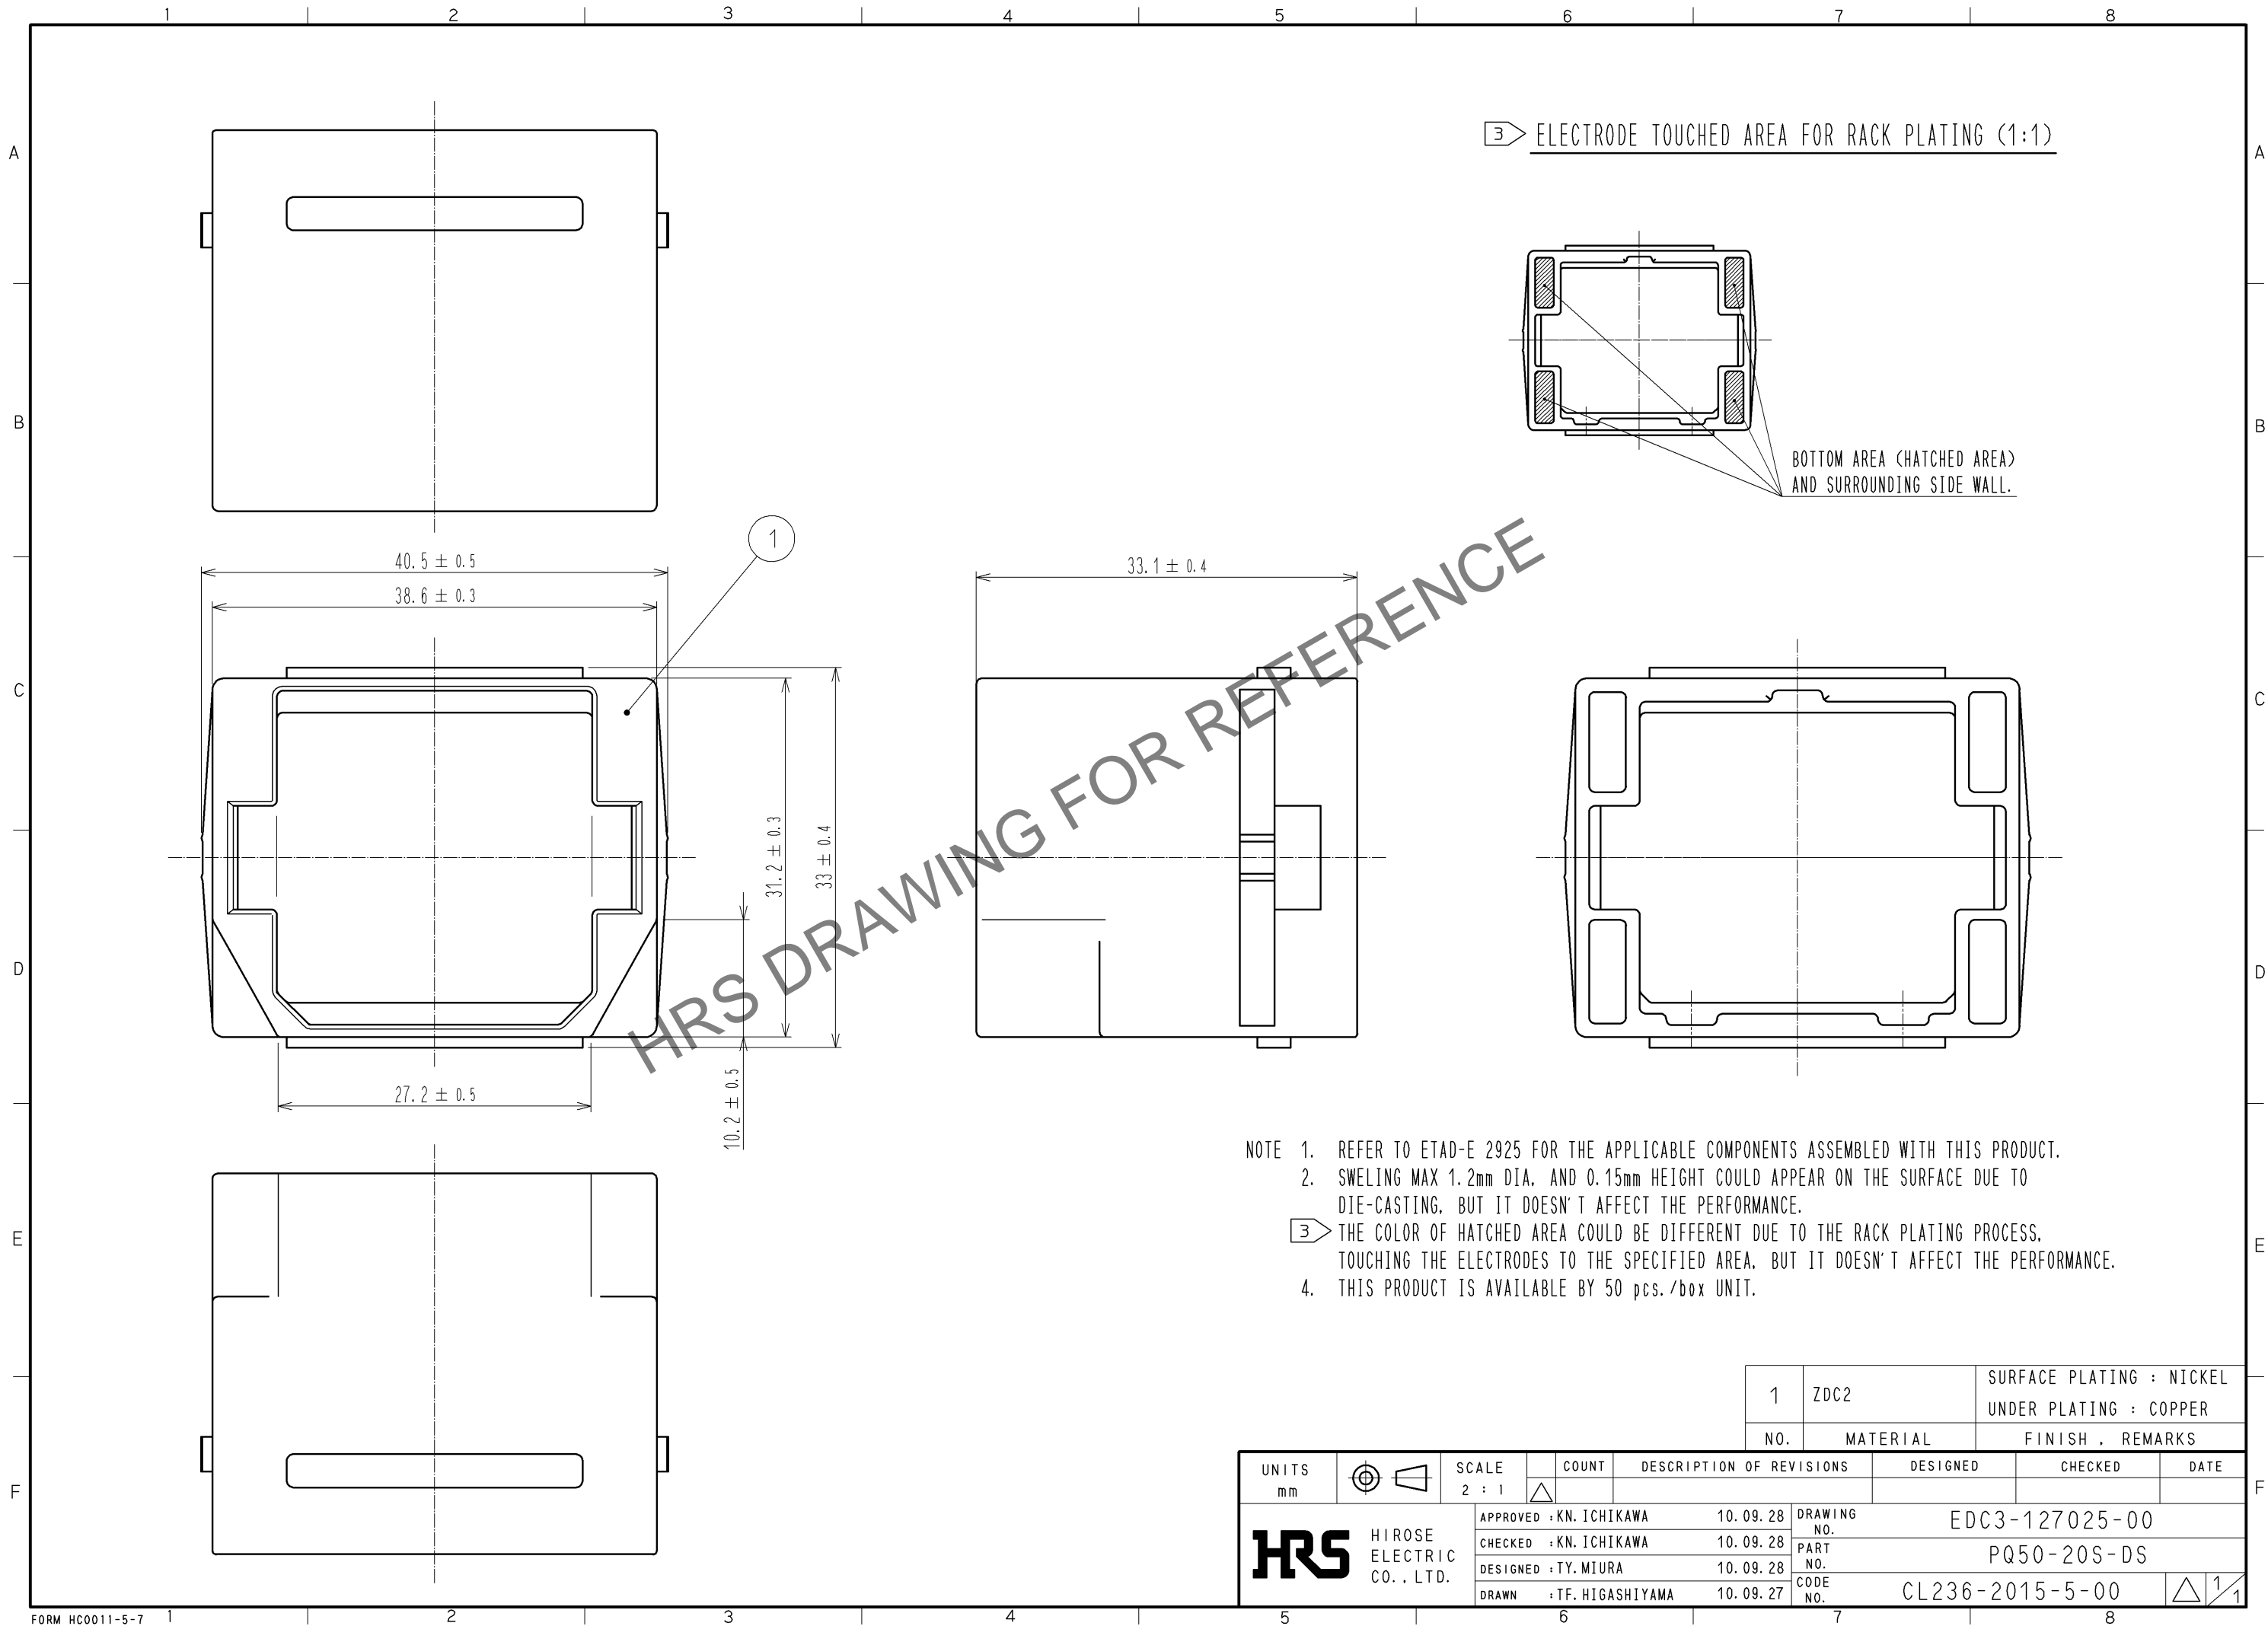 1 2 3 4 5 6 7 8
A A
B B
C C
D D
E E
F F
3 ELECTRODE TOUCHED AREA FOR RACK PLATING (1:1)
BOTTOM AREA (HATCHED AREA)
AND SURROUNDING SIDE WALL.
1
40.5 ± 0.5
38.6 ± 0.3
33.1 ± 0.4
31.2 ± 0.3
33 ± 0.4
27.2 ± 0.5
10.2 ± 0.5
HRS DRAWING FOR REFERENCE
NOTE 1. REFER TO ETAD-E 2925 FOR THE APPLICABLE COMPONENTS ASSEMBLED WITH THIS PRODUCT.
2. SWELING MAX 1.2mm DIA. AND 0.15mm HEIGHT COULD APPEAR ON THE SURFACE DUE TO
DIE-CASTING, BUT IT DOESN'T AFFECT THE PERFORMANCE.
3 THE COLOR OF HATCHED AREA COULD BE DIFFERENT DUE TO THE RACK PLATING PROCESS,
TOUCHING THE ELECTRODES TO THE SPECIFIED AREA, BUT IT DOESN'T AFFECT THE PERFORMANCE.
4. THIS PRODUCT IS AVAILABLE BY 50 pcs./box UNIT.
1 ZDC2 SURFACE PLATING : NICKEL
UNDER PLATING : COPPER
NO. MATERIAL FINISH , REMARKS
UNITS
mm
SCALE
2 : 1
COUNT DESCRIPTION OF REVISIONS DESIGNED CHECKED DATE
HRS
HIROSE
ELECTRIC
CO., LTD.
APPROVED : KN. ICHIKAWA 10.09.28
CHECKED : KN. ICHIKAWA 10.09.28
DESIGNED : TY. MIURA 10.09.28
DRAWN : TF. HIGASHIYAMA 10.09.27
DRAWING NO. EDC3-127025-00
PART NO. PQ50-20S-DS
CODE NO. CL236-2015-5-00
1/1
FORM HC0011-5-7
1 2 3 4 5 6 7 8